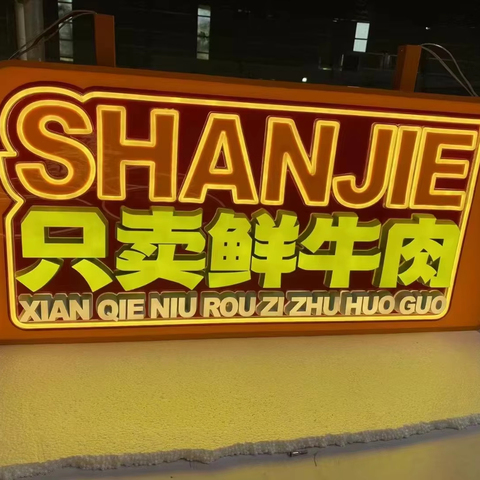 SHANJIE
只卖鲜牛肉
XIAN QIE NIU ROU ZI ZHU HUO GUO